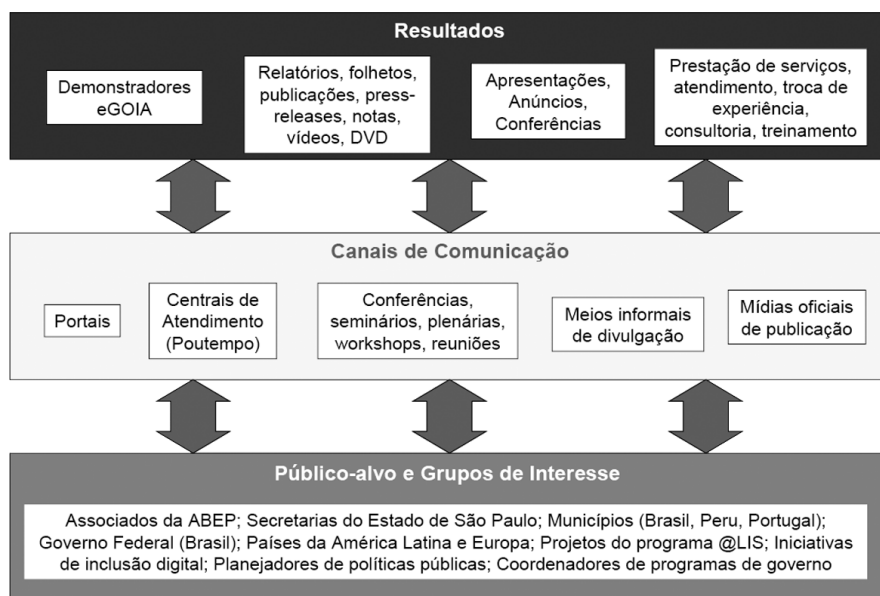 Resultados
Demonstradores
eGOIA
Relatórios, folhetos,
publicações, press-
releases, notas,
vídeos, DVD
Apresentações,
Anúncios,
Conferências
Prestação de serviços,
atendimento, troca de
experiência,
consultoria, treinamento
Canais de Comunicação
Portais
Centrais de
Atendimento
(Poutempo)
Conferências,
seminários, plenárias,
workshops, reuniões
Meios informais
de divulgação
Mídias oficiais
de publicação
Público-alvo e Grupos de Interesse
Associados da ABEP; Secretarias do Estado de São Paulo; Municípios (Brasil, Peru, Portugal);
Governo Federal (Brasil); Países da América Latina e Europa; Projetos do programa @LIS; Iniciativas
de inclusão digital; Planejadores de políticas públicas; Coordenadores de programas de governo